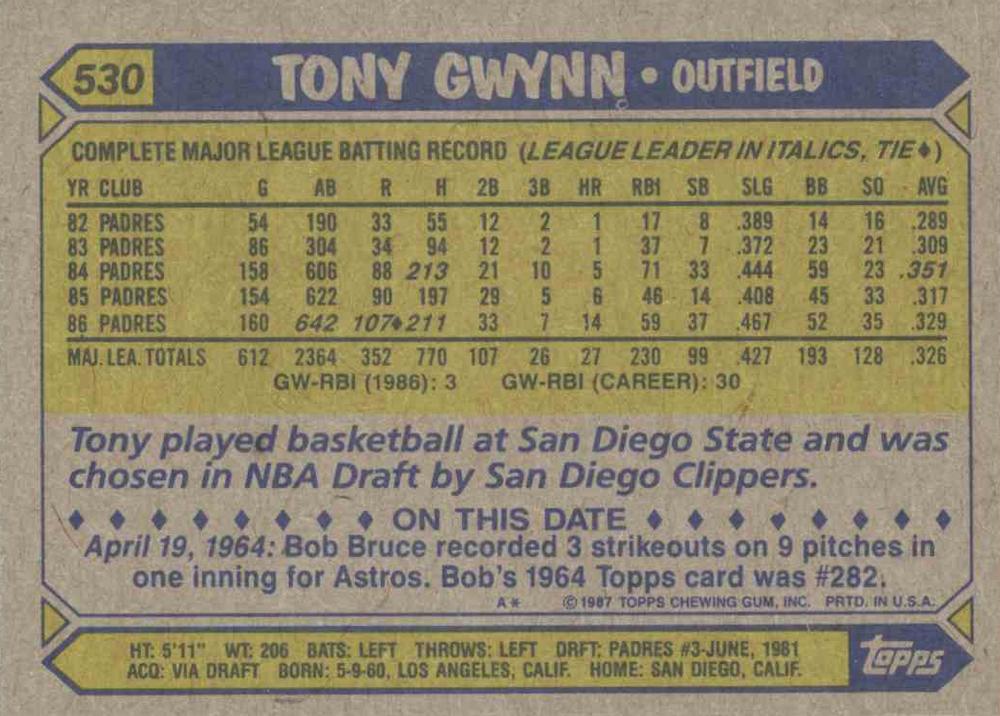 530 TONY GWYNN • OUTFIELD
COMPLETE MAJOR LEAGUE BATTING RECORD (LEAGUE LEADER IN ITALICS, TIE♦)
YR CLUB G AB R H 2B 3B HR RBI SB SLG BB SO AVG
82 PADRES 54 190 33 55 12 2 1 17 8 .389 14 16 .289
83 PADRES 86 304 34 94 12 2 1 37 7 .372 23 21 .309
84 PADRES 158 606 88 213 21 10 5 71 33 .444 59 23 .351
85 PADRES 154 622 90 197 29 5 6 46 14 .408 45 33 .317
86 PADRES 160 642 107♦211 33 7 14 59 37 .467 52 35 .329
MAJ. LEA. TOTALS 612 2364 352 770 107 26 27 230 99 .427 193 128 .326
GW-RBI (1986): 3 GW-RBI (CAREER): 30
Tony played basketball at San Diego State and was
chosen in NBA Draft by San Diego Clippers.
♦ ♦ ♦ ♦ ♦ ♦ ♦ ♦ ON THIS DATE ♦ ♦ ♦ ♦ ♦ ♦ ♦ ♦
April 19, 1964: Bob Bruce recorded 3 strikeouts on 9 pitches in
one inning for Astros. Bob's 1964 Topps card was #282.
A* © 1987 TOPPS CHEWING GUM, INC. PRTD. IN U.S.A.
HT: 5'11" WT: 206 BATS: LEFT THROWS: LEFT DRFT: PADRES #3-JUNE, 1981
ACQ: VIA DRAFT BORN: 5-9-60, LOS ANGELES, CALIF. HOME: SAN DIEGO, CALIF.
Topps